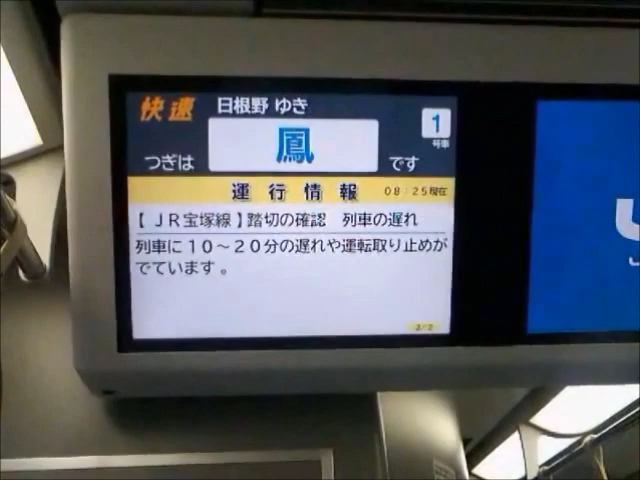 快速 日根野 ゆき
1
号車
つぎは 鳳 です
運行情報 08:25現在
【JR宝塚線】踏切の確認 列車の遅れ
列車に10〜20分の遅れや運転取り止めが
でています。
2/2